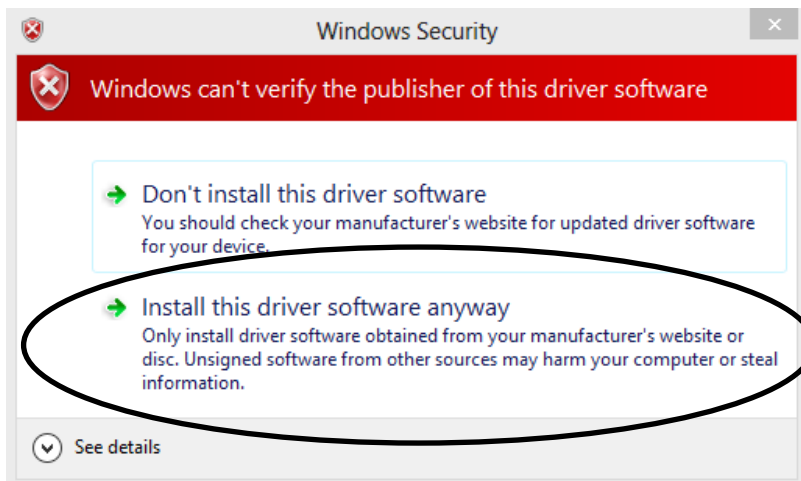 Windows Security
Windows can't verify the publisher of this driver software
Don't install this driver software
You should check your manufacturer's website for updated driver software
for your device.
Install this driver software anyway
Only install driver software obtained from your manufacturer's website or
disc. Unsigned software from other sources may harm your computer or steal
information.
See details